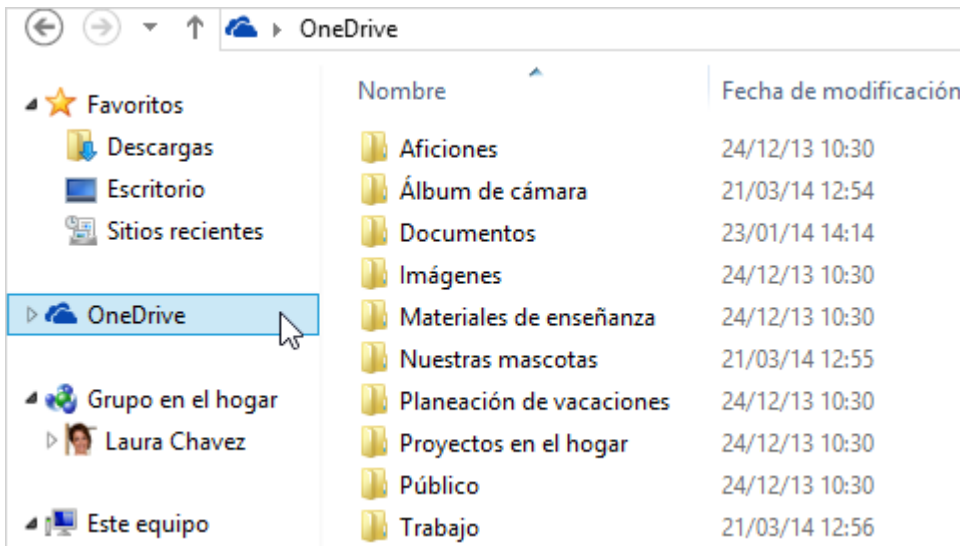 OneDrive
Favoritos
Descargas
Escritorio
Sitios recientes
OneDrive
Grupo en el hogar
Laura Chavez
Este equipo
Nombre Fecha de modificación
Aficiones 24/12/13 10:30
Álbum de cámara 21/03/14 12:54
Documentos 23/01/14 14:14
Imágenes 24/12/13 10:30
Materiales de enseñanza 24/12/13 10:30
Nuestras mascotas 21/03/14 12:55
Planeación de vacaciones 24/12/13 10:30
Proyectos en el hogar 24/12/13 10:30
Público 24/12/13 10:30
Trabajo 21/03/14 12:56